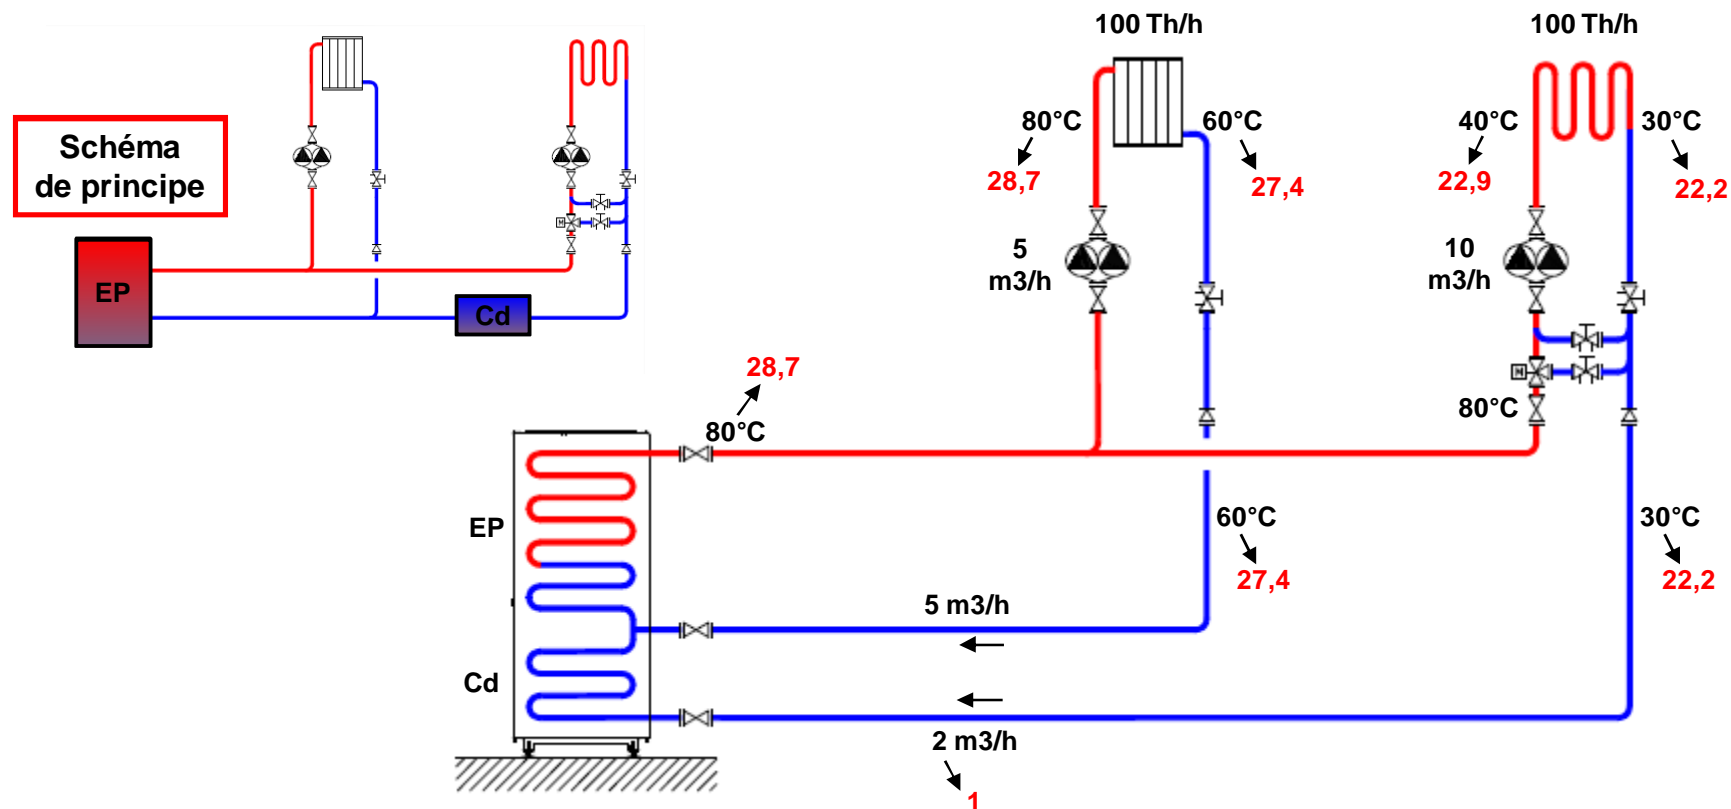 100 Th/h
100 Th/h
Schéma
de principe
80°C
60°C
40°C
30°C
28,7
27,4
22,9
22,2
5
m3/h
10
m3/h
EP
Cd
28,7
80°C
80°C
M
EP
60°C
30°C
27,4
22,2
5 m3/h
Cd
2 m3/h
1